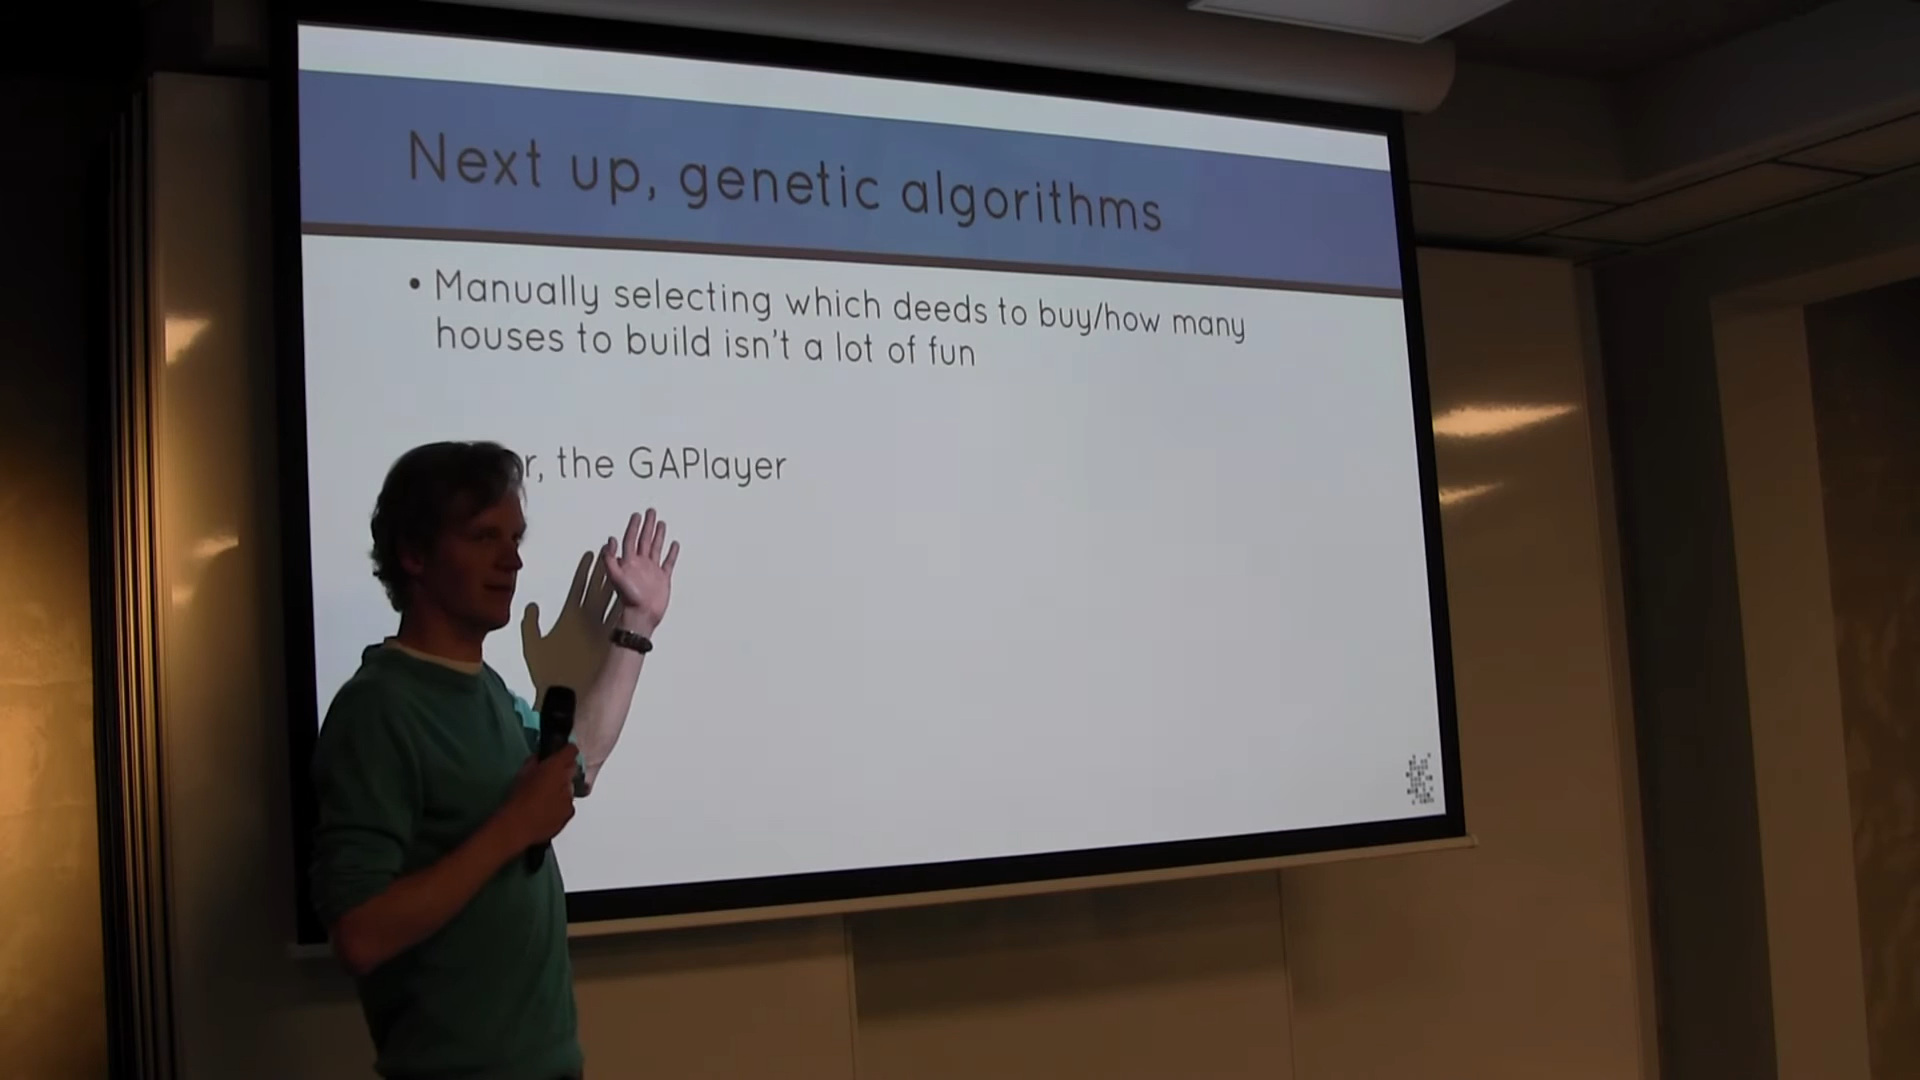 Next up, genetic algorithms
• Manually selecting which deeds to buy/how many
houses to build isn't a lot of fun
the GAPlayer